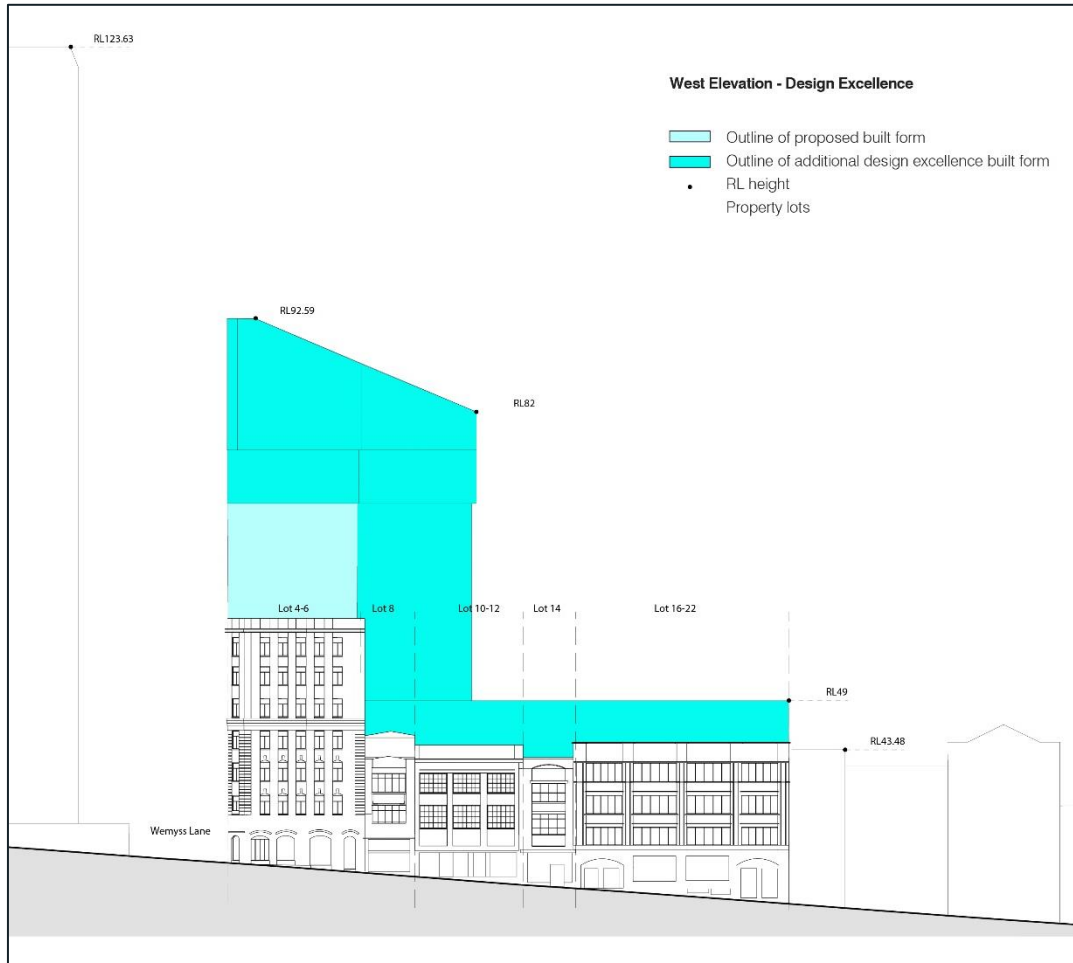 RL123.63
West Elevation - Design Excellence
Outline of proposed built form
Outline of additional design excellence built form
RL height
Property lots
RL92.59
RL82
Lot 4-6
Lot 8
Lot 10-12
Lot 14
Lot 16-22
RL49
RL43.48
Wemyss Lane